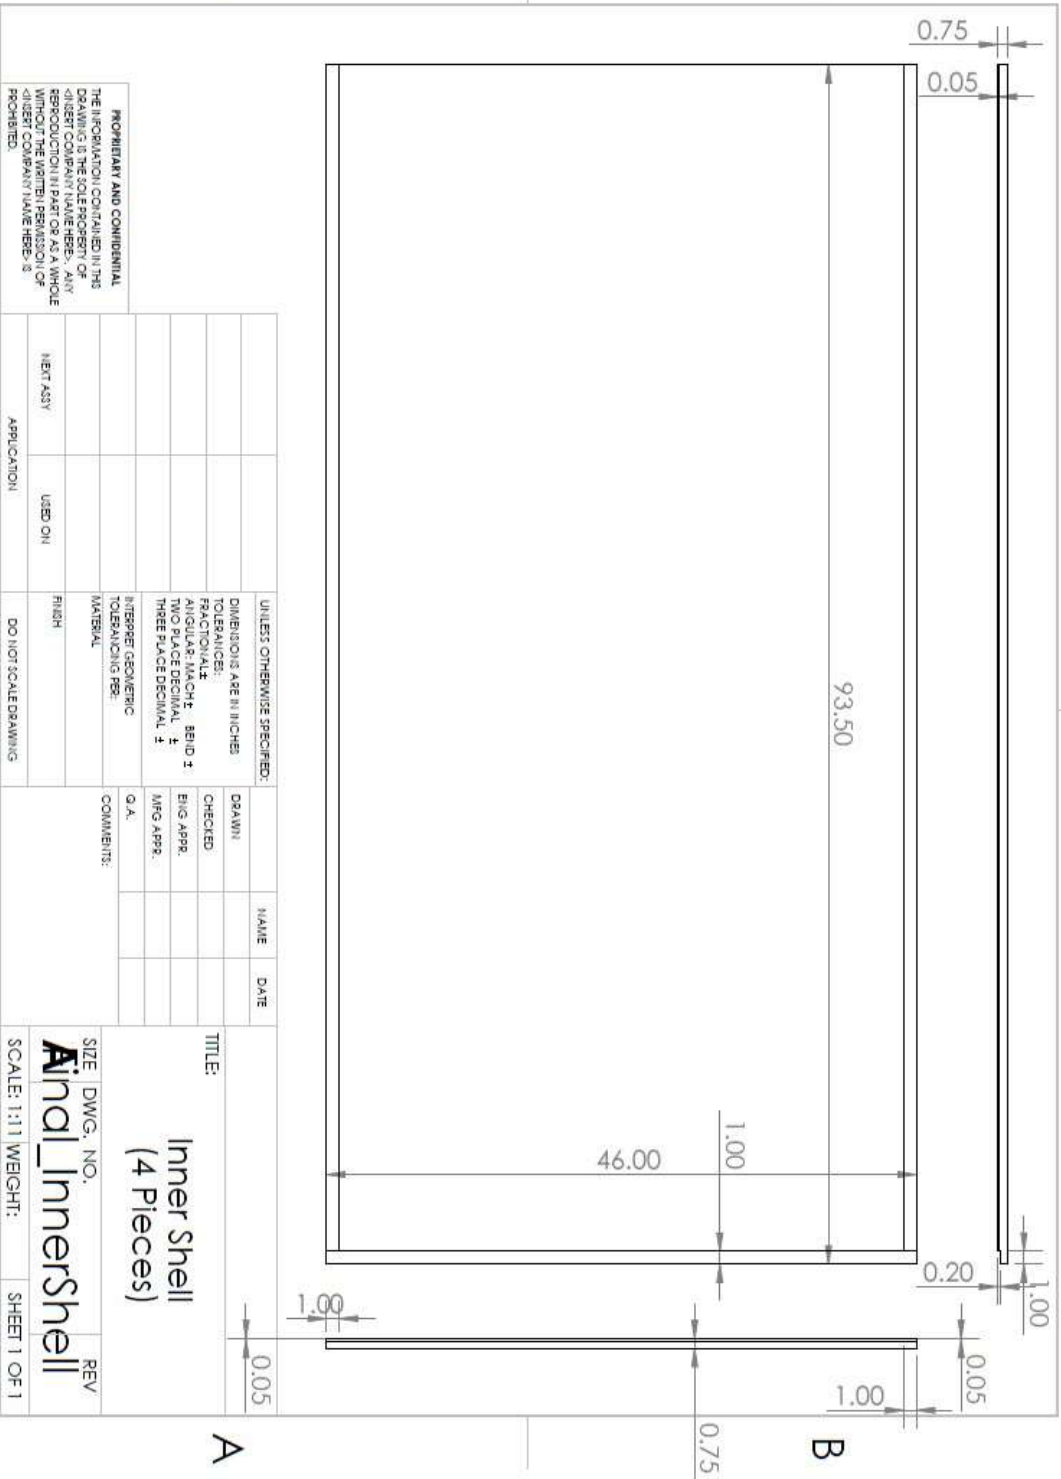 0.75
0.05
93.50
46.00
1.00
0.20
1.00
1.00
0.05
0.05
1.00
0.75
B
A
PROPRIETARY AND CONFIDENTIAL
THE INFORMATION CONTAINED IN THIS
DRAWING IS THE SOLE PROPERTY OF
<INSERT COMPANY NAME HERE>. ANY
REPRODUCTION IN PART OR AS A WHOLE
WITHOUT THE WRITTEN PERMISSION OF
<INSERT COMPANY NAME HERE> IS
PROHIBITED.
NEXT ASSY
USED ON
APPLICATION
UNLESS OTHERWISE SPECIFIED:
DIMENSIONS ARE IN INCHES
TOLERANCES:
FRACTIONAL±
ANGULAR: MACH± BEND ±
TWO PLACE DECIMAL ±
THREE PLACE DECIMAL ±
INTERPRET GEOMETRIC
TOLERANCING PER:
MATERIAL
FINISH
DO NOT SCALE DRAWING
NAME
DATE
DRAWN
CHECKED
ENG APPR.
MFG APPR.
Q.A.
COMMENTS:
TITLE:
Inner Shell
(4 Pieces)
SIZE
DWG. NO.
REV
A
Final_InnerShell
SCALE: 1:11
WEIGHT:
SHEET 1 OF 1